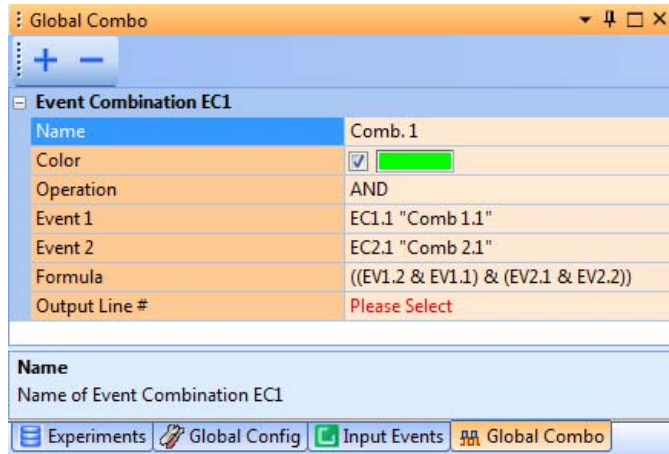 Global Combo
Event Combination EC1
Name Comb. 1
Color
Operation AND
Event 1 EC1.1 "Comb 1.1"
Event 2 EC2.1 "Comb 2.1"
Formula ((EV1.2 & EV1.1) & (EV2.1 & EV2.2))
Output Line # Please Select
Name
Name of Event Combination EC1
Experiments Global Config Input Events Global Combo